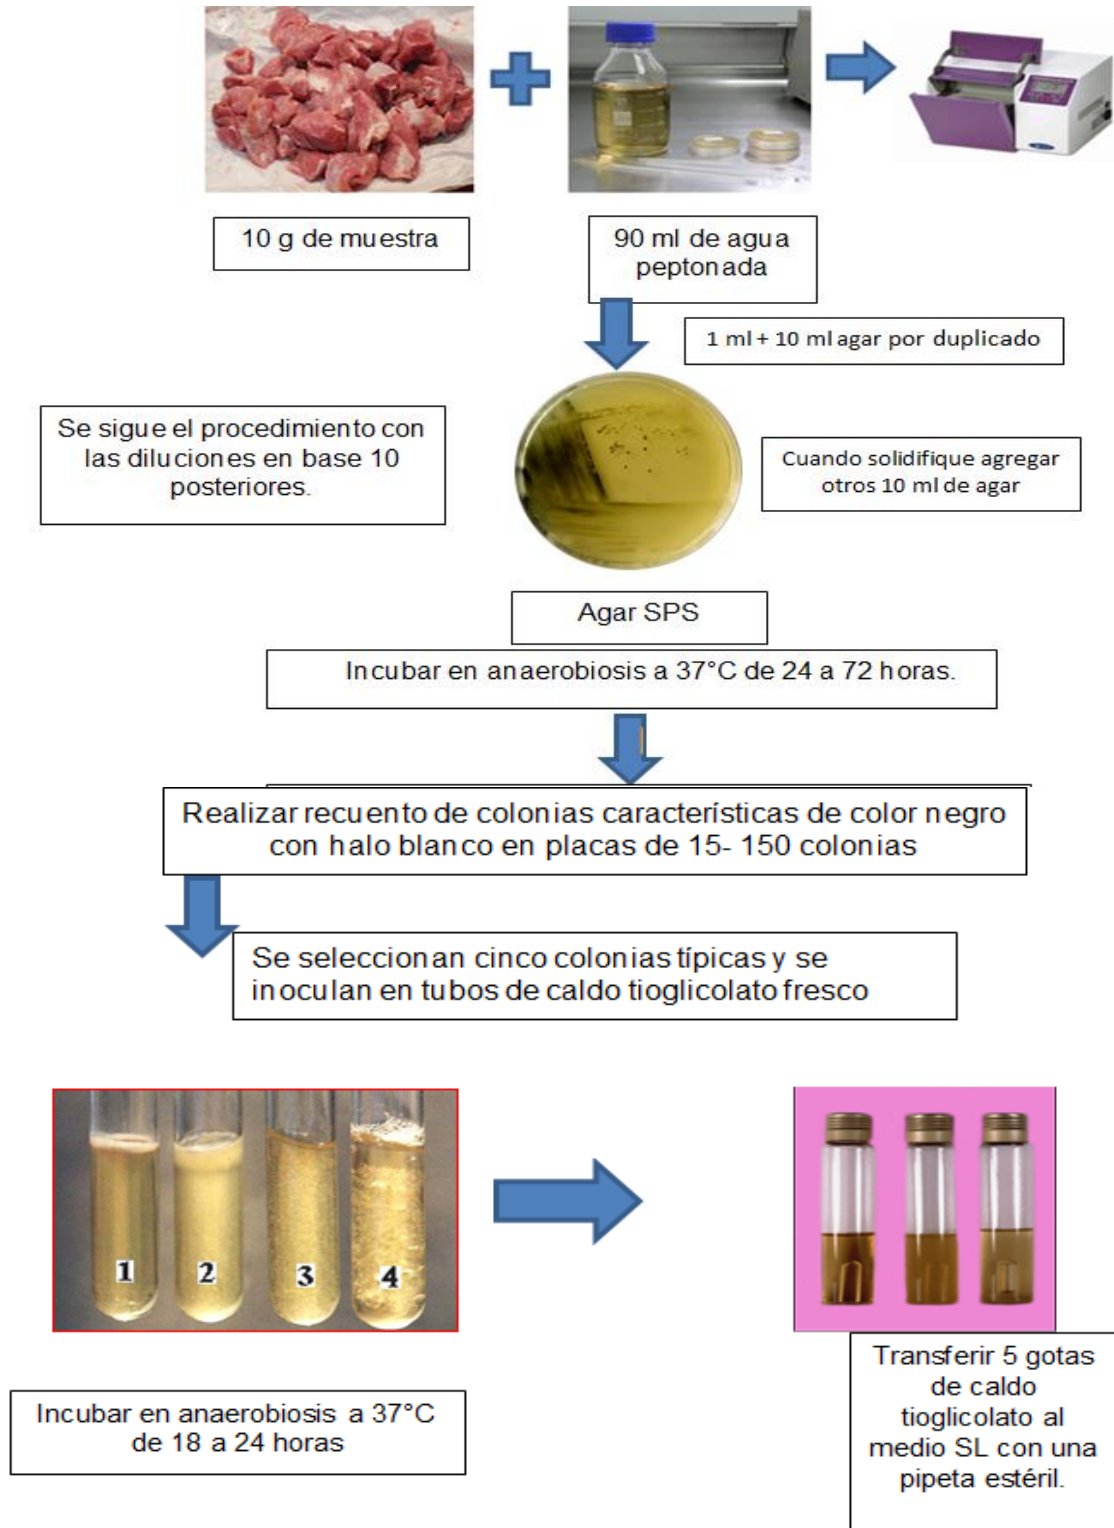 10 g de muestra
90 ml de agua
peptonada
1 ml + 10 ml agar por duplicado
Se sigue el procedimiento con
las diluciones en base 10
posteriores.
Cuando solidifique agregar
otros 10 ml de agar
Agar SPS
Incubar en anaerobiosis a 37°C de 24 a 72 horas.
Realizar recuento de colonias características de color negro
con halo blanco en placas de 15- 150 colonias
Se seleccionan cinco colonias típicas y se
inoculan en tubos de caldo tioglicolato fresco
1 2 3 4
Incubar en anaerobiosis a 37°C
de 18 a 24 horas
Transferir 5 gotas
de caldo
tioglicolato al
medio SL con una
pipeta estéril.